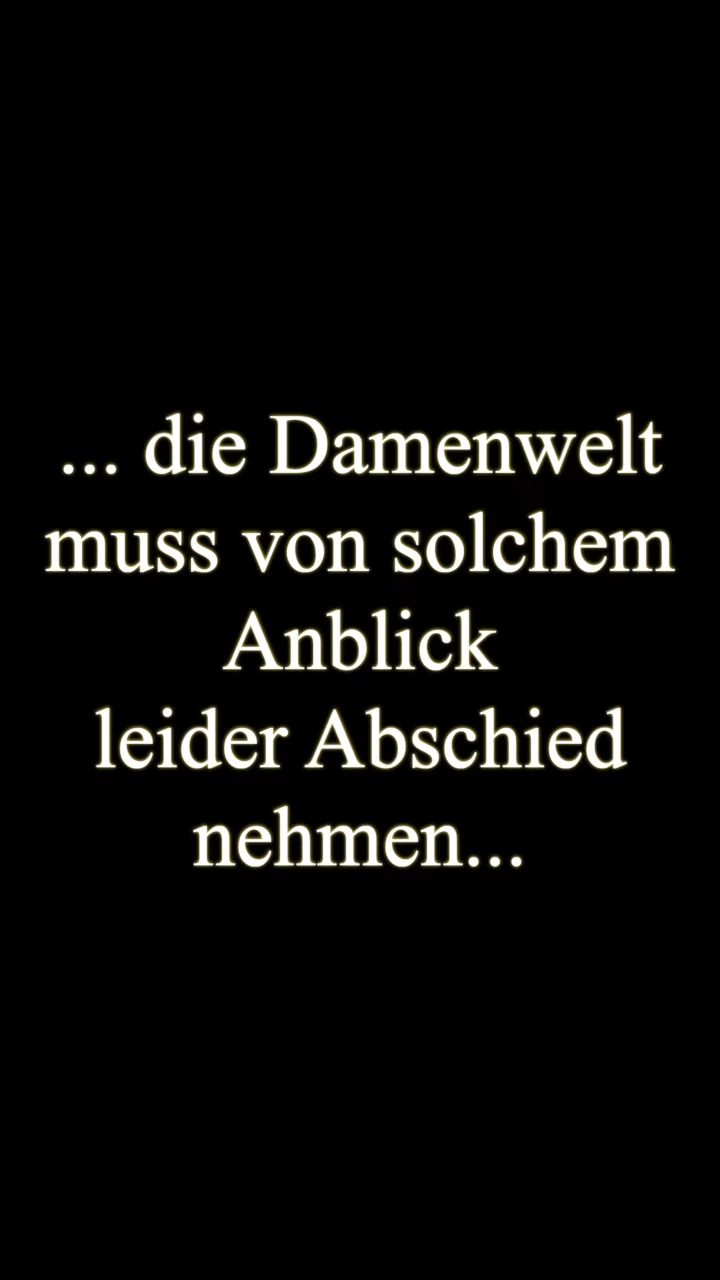 ... die Damenwelt
muss von solchem
Anblick
leider Abschied
nehmen...